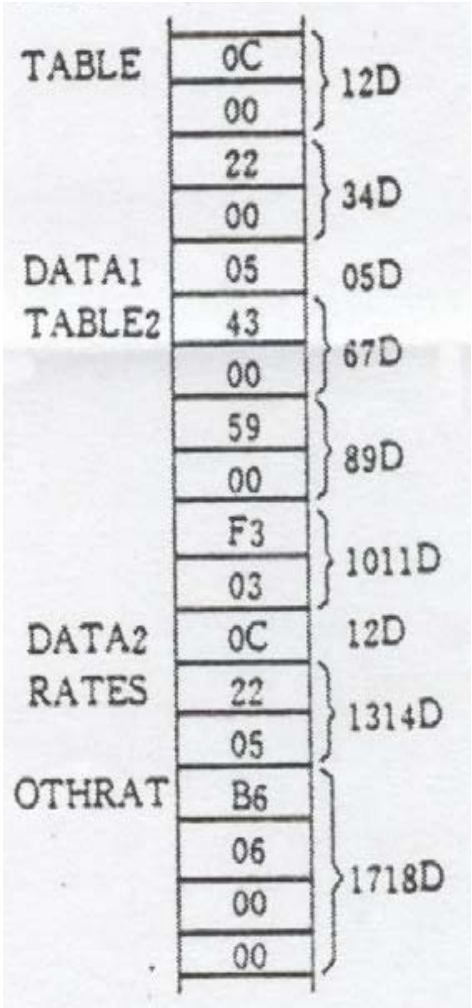 TABLE 0C
00 12D
22
00 34D
DATA1 05 05D
TABLE2 43
00 67D
59
00 89D
F3
03 1011D
DATA2 0C 12D
RATES 22
05 1314D
OTHRAT B6
06
00 1718D
00